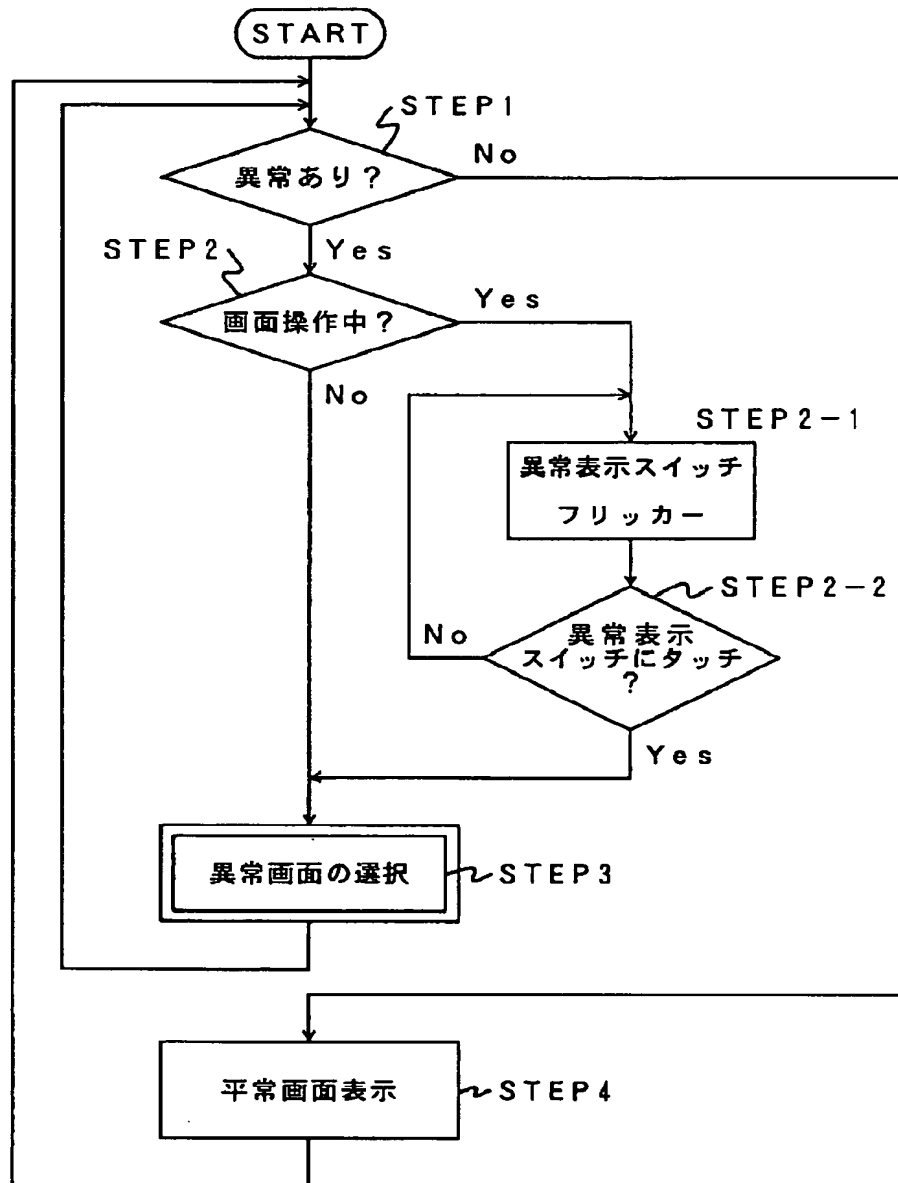 START
STEP1
No
異常あり？
STEP2
Yes
Yes
画面操作中？
No
STEP2-1
異常表示スイッチ
フリッカー
STEP2-2
No
異常表示
スイッチにタッチ
？
Yes
異常画面の選択
STEP3
平常画面表示
STEP4